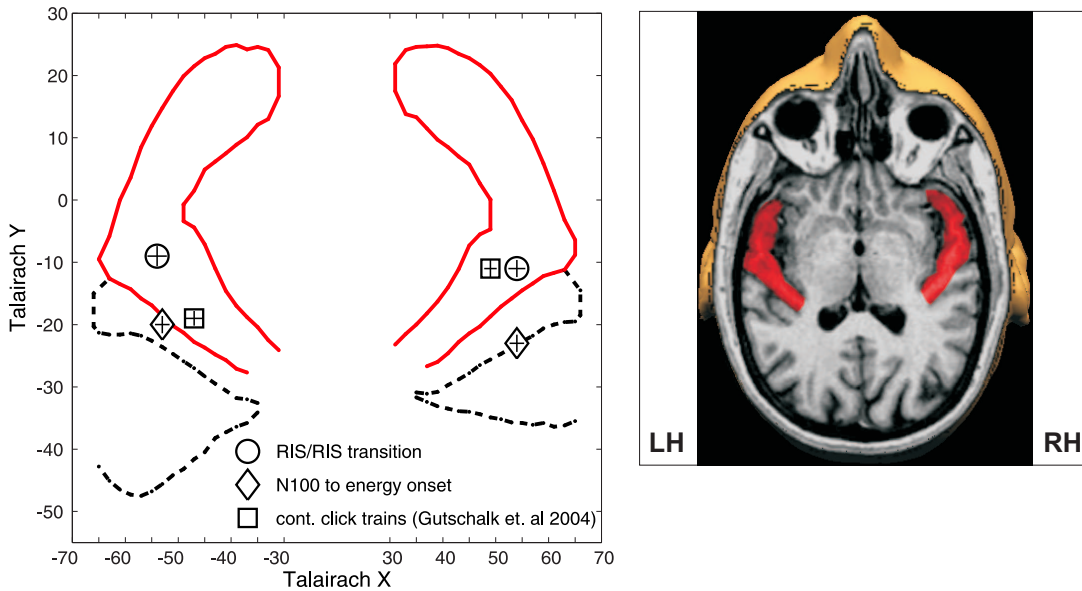 30
20
10
0
-10
-20
-30
-40
-50
Talairach Y
-70 -60 -50 -40 -30 30 40 50 60 70
Talairach X
RIS/RIS transition
N100 to energy onset
cont. click trains (Gutschalk et. al 2004)
LH
RH